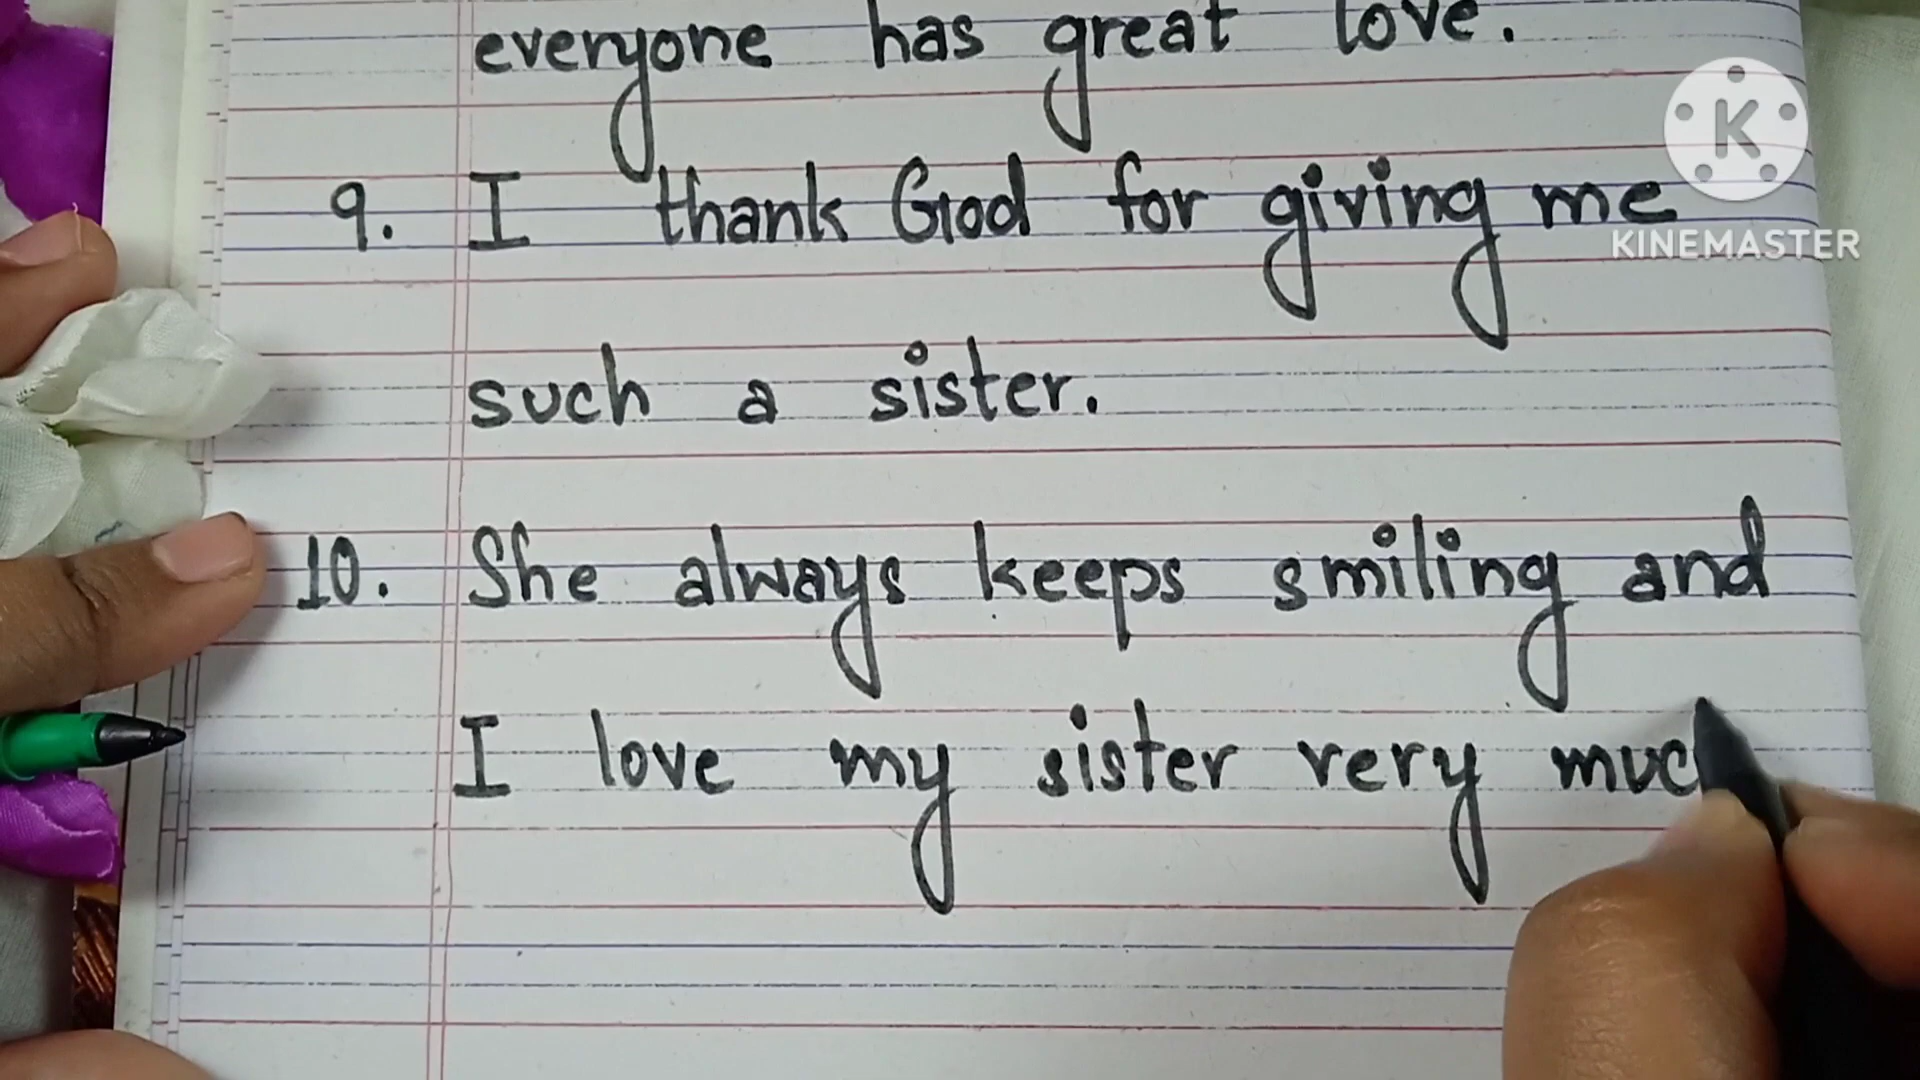 everyone has great love.
9. I thank God for giving me
K
KINEMASTER
such a sister.
10. She always keeps smiling and
I love my sister very muc